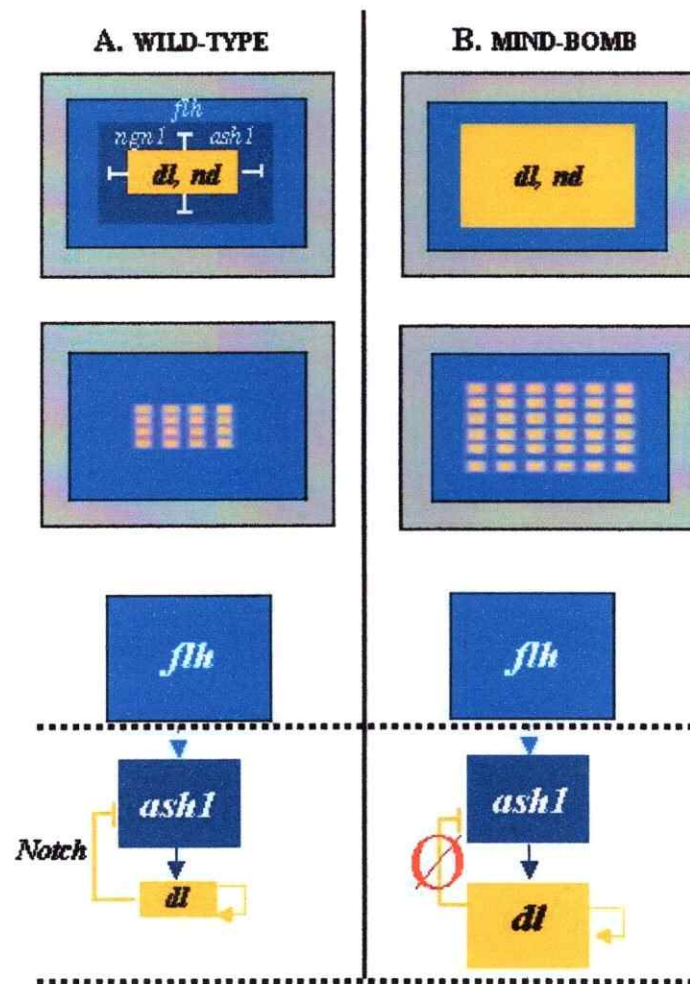 A. WILD-TYPE
B. MIND-BOMB
flh
ngn1 ash1
dl, nd
dl, nd
flh
flh
ash1
ash1
Notch
dl
dl